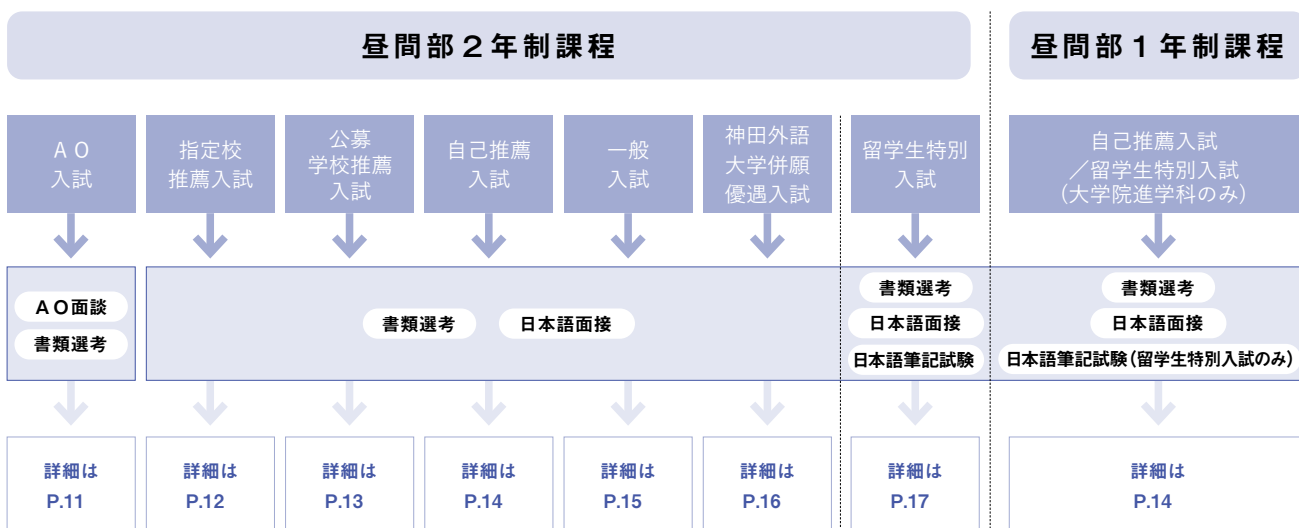 昼間部２年制課程
昼間部１年制課程
ＡＯ
入試
指定校
推薦入試
公募
学校推薦
入試
自己推薦
入試
一般
入試
神田外語
大学併願
優遇入試
留学生特別
入試
自己推薦入試
／留学生特別入試
(大学院進学科のみ)
ＡＯ面談
書類選考
書類選考
日本語面接
書類選考
日本語面接
日本語筆記試験
書類選考
日本語面接
日本語筆記試験(留学生特別入試のみ)
詳細は
P.11
詳細は
P.12
詳細は
P.13
詳細は
P.14
詳細は
P.15
詳細は
P.16
詳細は
P.17
詳細は
P.14